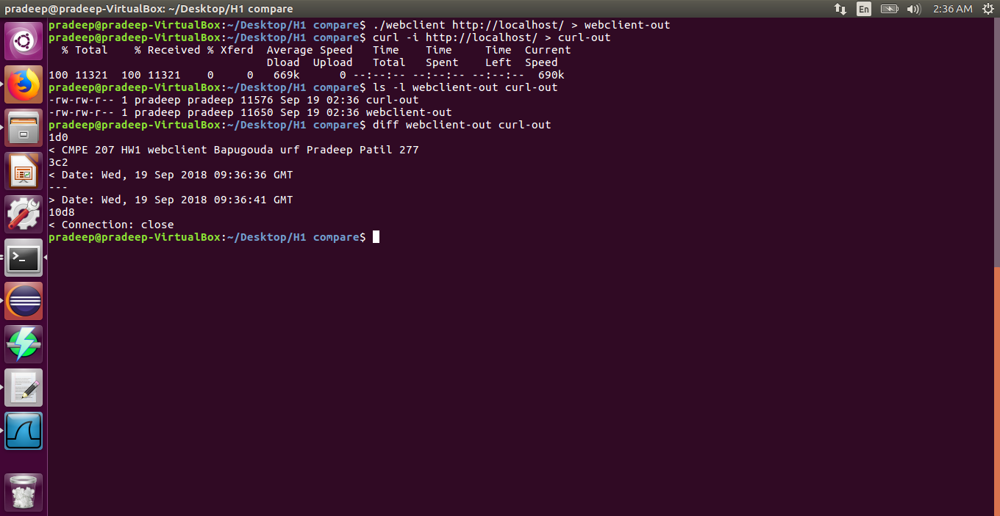 pradeep@pradeep-VirtualBox: ~/Desktop/H1 compare En 2:36 AM
pradeep@pradeep-VirtualBox:~/Desktop/H1 compare$ ./webclient http://localhost/ > webclient-out
pradeep@pradeep-VirtualBox:~/Desktop/H1 compare$ curl -i http://localhost/ > curl-out
  % Total    % Received % Xferd  Average Speed   Time    Time     Time  Current
                                 Dload  Upload   Total   Spent    Left  Speed
100 11321  100 11321    0     0   669k      0 --:--:-- --:--:-- --:--:--  690k
pradeep@pradeep-VirtualBox:~/Desktop/H1 compare$ ls -l webclient-out curl-out
-rw-rw-r-- 1 pradeep pradeep 11576 Sep 19 02:36 curl-out
-rw-rw-r-- 1 pradeep pradeep 11650 Sep 19 02:36 webclient-out
pradeep@pradeep-VirtualBox:~/Desktop/H1 compare$ diff webclient-out curl-out
1d0
< CMPE 207 HW1 webclient Bapugouda urf Pradeep Patil 277
3c2
< Date: Wed, 19 Sep 2018 09:36:36 GMT
---
> Date: Wed, 19 Sep 2018 09:36:41 GMT
10d8
< Connection: close
pradeep@pradeep-VirtualBox:~/Desktop/H1 compare$